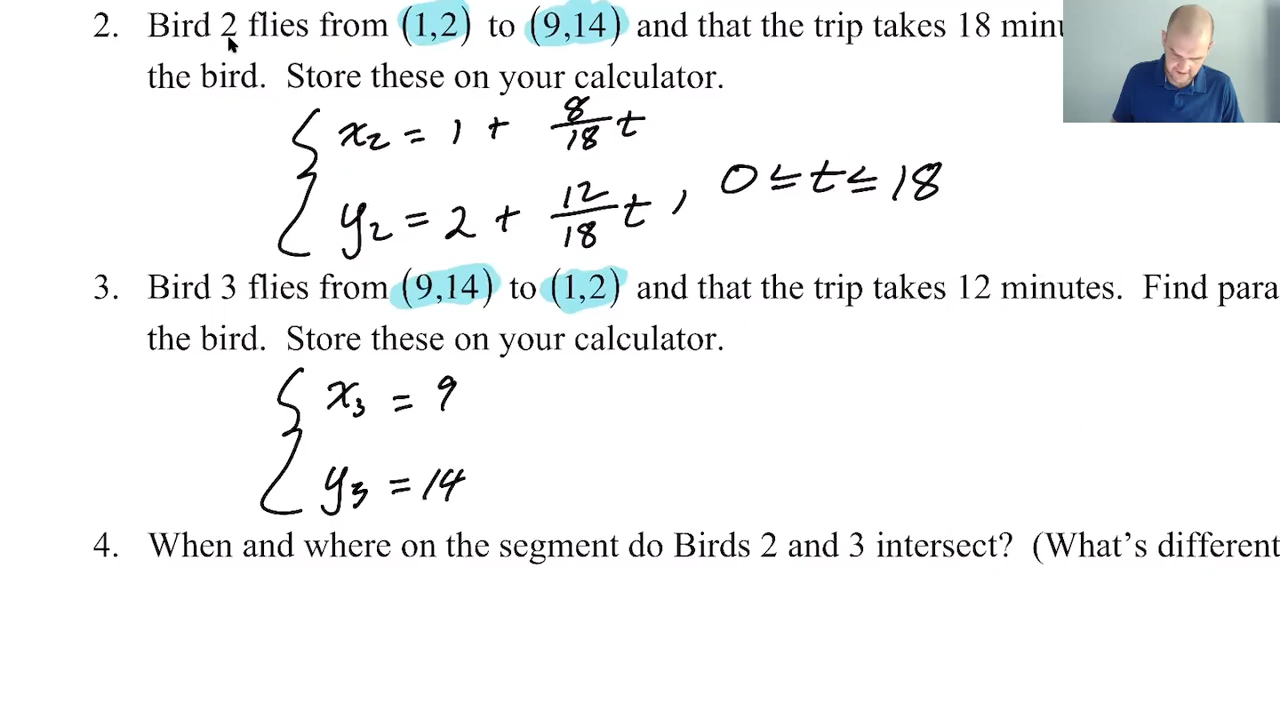 2. Bird 2 flies from (1,2) to (9,14) and that the trip takes 18
the bird. Store these on your calculator.
x₂ = 1 + 8/18 t
y₂ = 2 + 12/18 t, 0 ≤ t ≤ 18
3. Bird 3 flies from (9,14) to (1,2) and that the trip takes 12 minutes. Find para
the bird. Store these on your calculator.
x₃ = 9
y₃ = 14
4. When and where on the segment do Birds 2 and 3 intersect? (What’s different